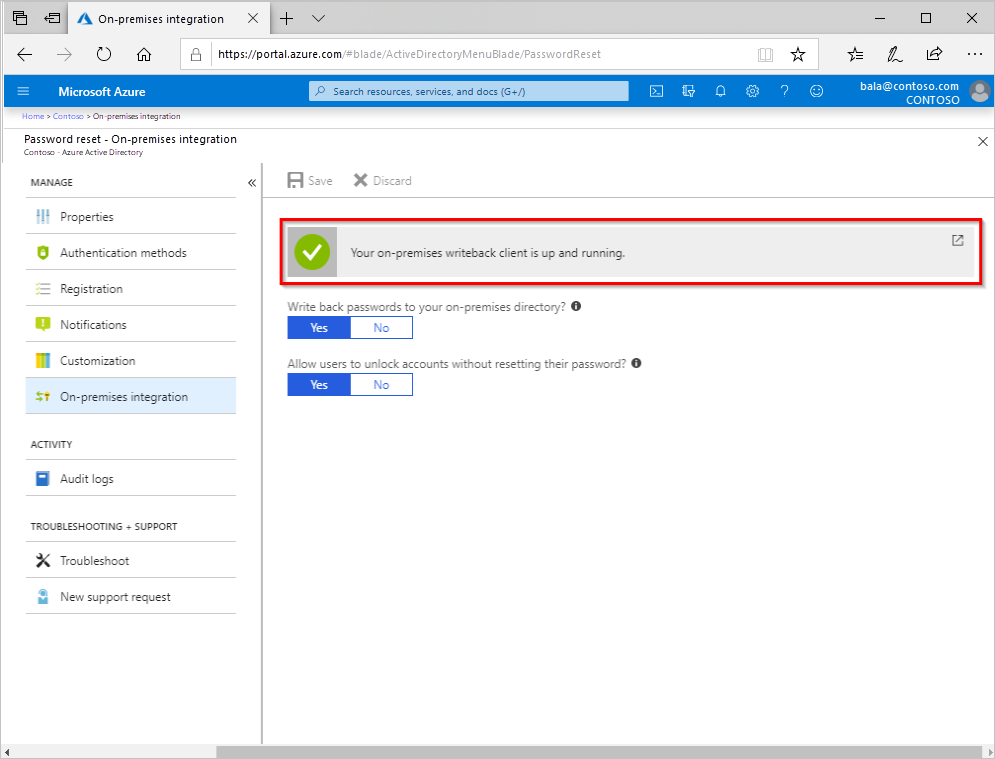 On-premises integration
https://portal.azure.com/#blade/ActiveDirectoryMenuBlade/PasswordReset
Microsoft Azure
Search resources, services, and docs (G+/)
bala@contoso.com
CONTOSO
Home > Contoso > On-premises integration
Password reset - On-premises integration
Contoso - Azure Active Directory
MANAGE
Properties
Authentication methods
Registration
Notifications
Customization
On-premises integration
ACTIVITY
Audit logs
TROUBLESHOOTING + SUPPORT
Troubleshoot
New support request
Save Discard
Your on-premises writeback client is up and running.
Write back passwords to your on-premises directory?
Yes No
Allow users to unlock accounts without resetting their password?
Yes No